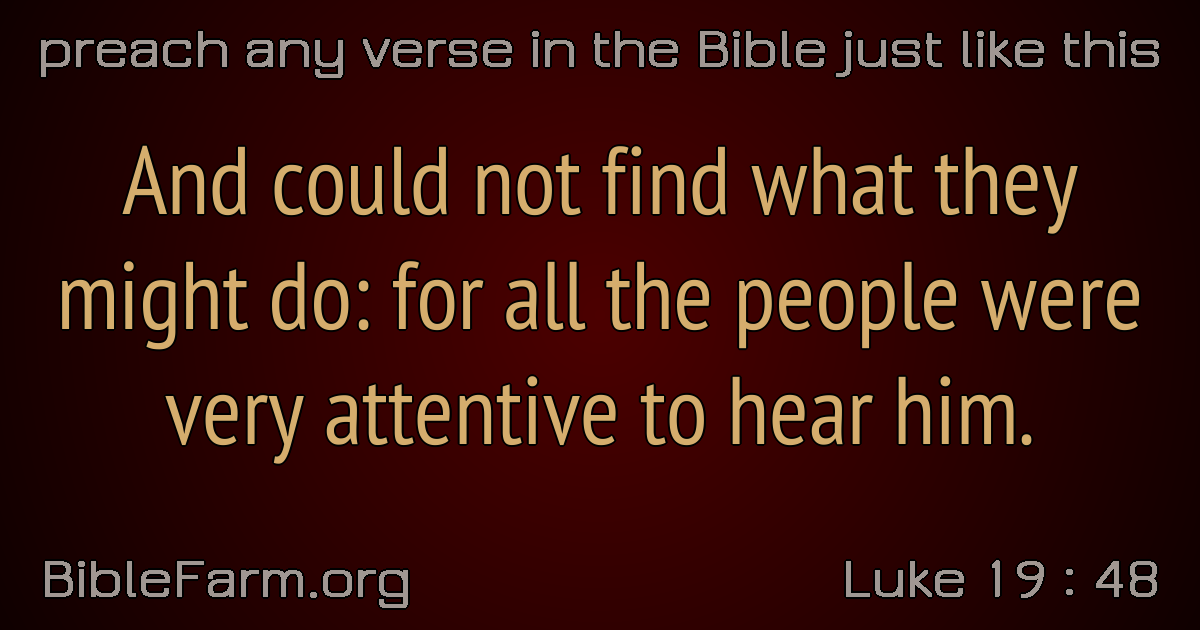 preach any verse in the Bible just like this
And could not find what they
might do: for all the people were
very attentive to hear him.
BibleFarm.org
Luke 19 : 48